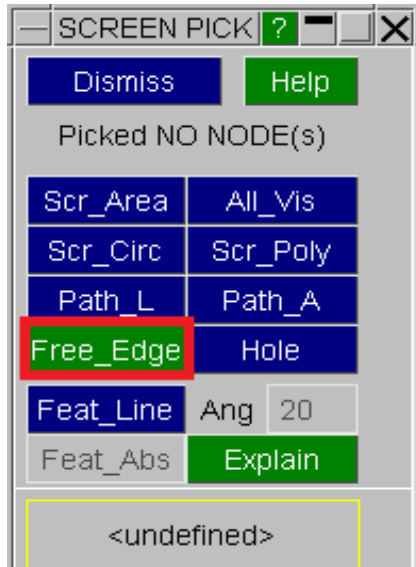 SCREEN PICK ?
Dismiss Help
Picked NO NODE(s)
Scr_Area All_Vis
Scr_Circ Scr_Poly
Path_L Path_A
Free_Edge Hole
Feat_Line Ang 20
Feat_Abs Explain
<undefined>